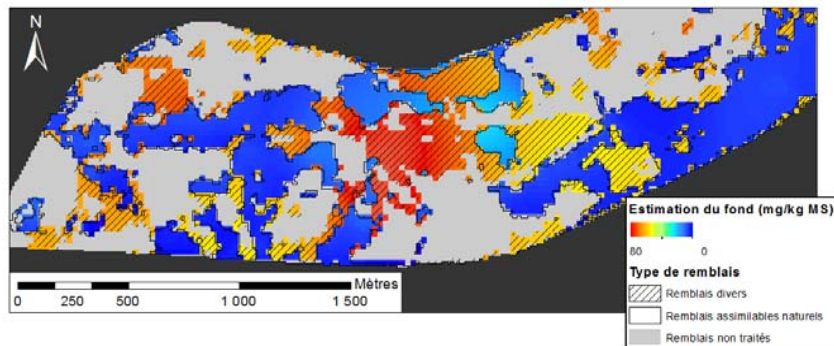 N
Mètres
0 250 500 1 000 1 500
Estimation du fond (mg/kg MS)
80 0
Type de remblais
Remblais divers
Remblais assimilables naturels
Remblais non traités